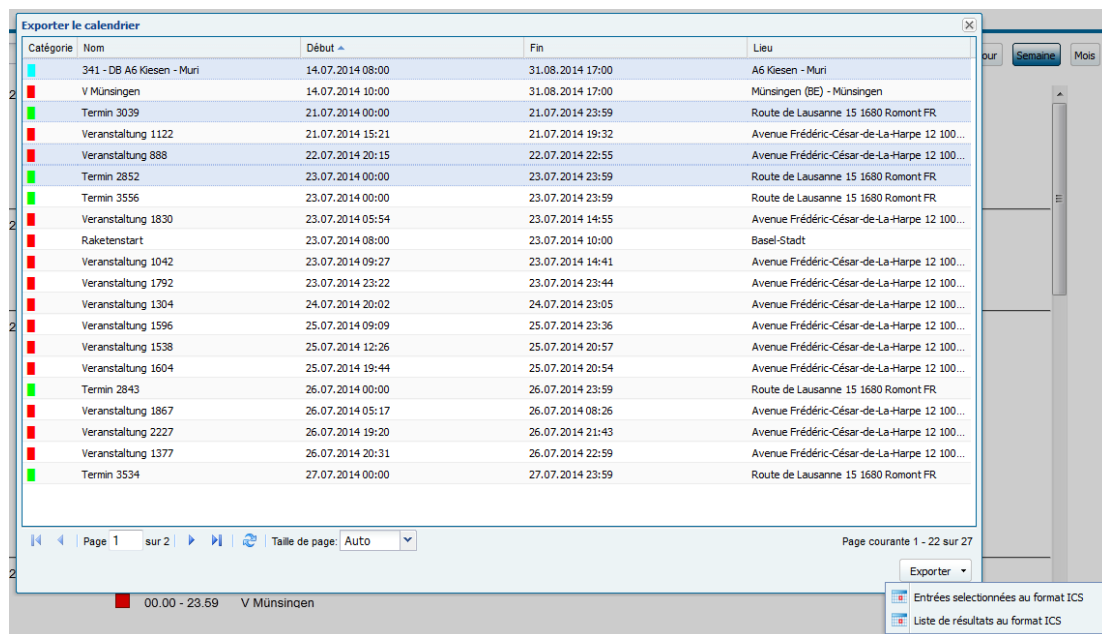 Exporter le calendrier
our Semaine Mois
Catégorie Nom Début Fin Lieu
341 - DB A6 Kiesen - Muri 14.07.2014 08:00 31.08.2014 17:00 A6 Kiesen - Muri
V Münsingen 14.07.2014 10:00 31.08.2014 17:00 Münsingen (BE) - Münsingen
Termin 3039 21.07.2014 00:00 21.07.2014 23:59 Route de Lausanne 15 1680 Romont FR
Veranstaltung 1122 21.07.2014 15:21 21.07.2014 19:32 Avenue Frédéric-César-de-La-Harpe 12 100...
Veranstaltung 888 22.07.2014 20:15 22.07.2014 22:55 Avenue Frédéric-César-de-La-Harpe 12 100...
Termin 2852 23.07.2014 00:00 23.07.2014 23:59 Route de Lausanne 15 1680 Romont FR
Termin 3556 23.07.2014 00:00 23.07.2014 23:59 Route de Lausanne 15 1680 Romont FR
Veranstaltung 1830 23.07.2014 05:54 23.07.2014 14:55 Avenue Frédéric-César-de-La-Harpe 12 100...
Raketenstart 23.07.2014 08:00 23.07.2014 10:00 Basel-Stadt
Veranstaltung 1042 23.07.2014 09:27 23.07.2014 14:41 Avenue Frédéric-César-de-La-Harpe 12 100...
Veranstaltung 1792 23.07.2014 23:22 23.07.2014 23:44 Avenue Frédéric-César-de-La-Harpe 12 100...
Veranstaltung 1304 24.07.2014 20:02 24.07.2014 23:05 Avenue Frédéric-César-de-La-Harpe 12 100...
Veranstaltung 1596 25.07.2014 09:09 25.07.2014 23:36 Avenue Frédéric-César-de-La-Harpe 12 100...
Veranstaltung 1538 25.07.2014 12:26 25.07.2014 20:57 Avenue Frédéric-César-de-La-Harpe 12 100...
Veranstaltung 1604 25.07.2014 19:44 25.07.2014 20:54 Avenue Frédéric-César-de-La-Harpe 12 100...
Termin 2843 26.07.2014 00:00 26.07.2014 23:59 Route de Lausanne 15 1680 Romont FR
Veranstaltung 1867 26.07.2014 05:17 26.07.2014 08:26 Avenue Frédéric-César-de-La-Harpe 12 100...
Veranstaltung 2227 26.07.2014 19:20 26.07.2014 21:43 Avenue Frédéric-César-de-La-Harpe 12 100...
Veranstaltung 1377 26.07.2014 20:31 26.07.2014 22:59 Avenue Frédéric-César-de-La-Harpe 12 100...
Termin 3534 27.07.2014 00:00 27.07.2014 23:59 Route de Lausanne 15 1680 Romont FR
Page 1 sur 2 Taille de page: Auto Page courante 1 - 22 sur 27
Exporter
Entrées selectionnées au format ICS
00.00 - 23.59 V Münsingen
Liste de résultats au format ICS